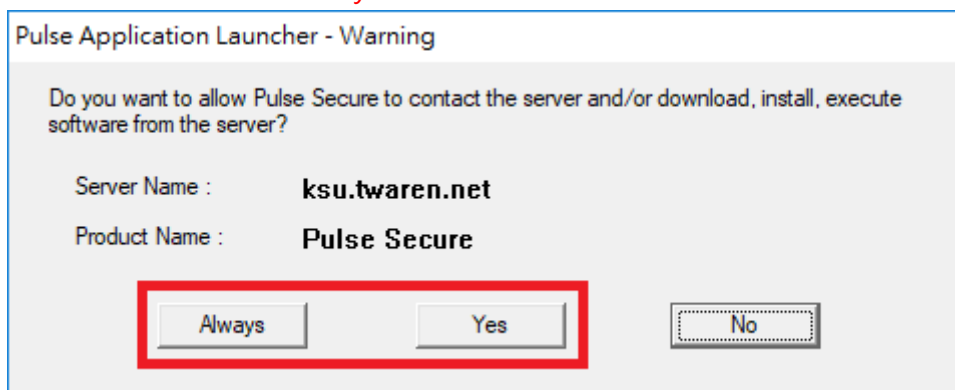 Pulse Application Launcher - Warning
Do you want to allow Pulse Secure to contact the server and/or download, install, execute
software from the server?
Server Name : ksu.twaren.net
Product Name : Pulse Secure
Always Yes No